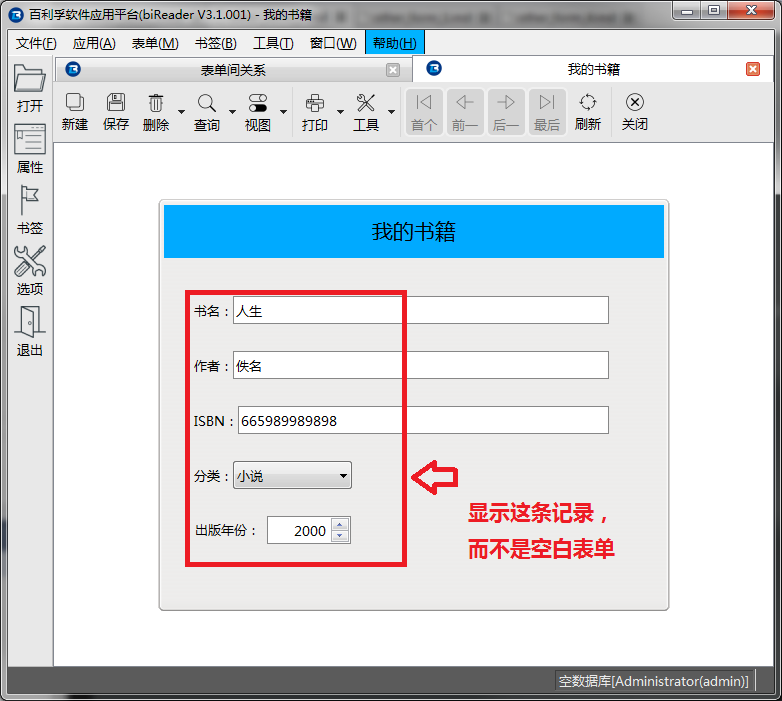 百利孚软件应用平台(biReader V3.1.001) - 我的书籍
文件(F) 应用(A) 表单(M) 书签(B) 工具(T) 窗口(W) 帮助(H)
表单间关系
我的书籍
打开
属性
书签
选项
退出
新建 保存 删除 查询 视图 打印 工具 首个 前一 后一 最后 刷新 关闭
我的书籍
书名：人生
作者：佚名
ISBN：665989989898
分类：小说
出版年份： 2000
显示这条记录，
而不是空白表单
空数据库[Administrator(admin)]